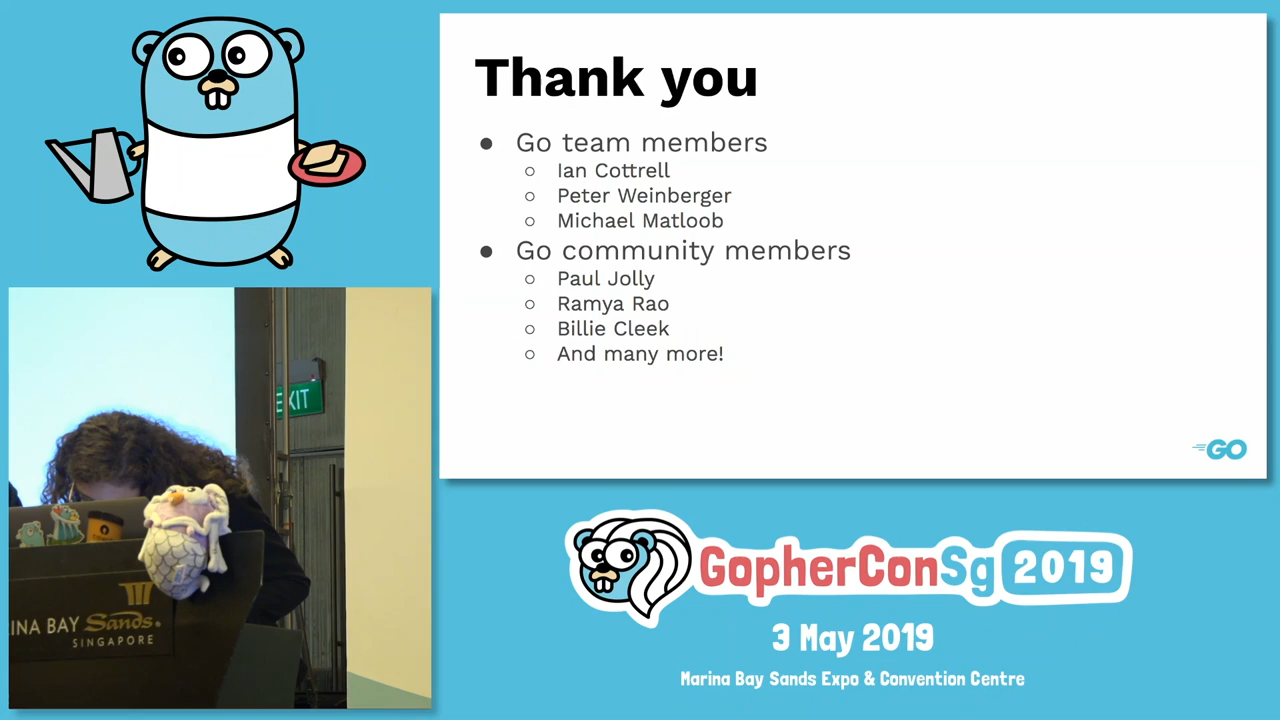 Thank you
● Go team members
○ Ian Cottrell
○ Peter Weinberger
○ Michael Matloob
● Go community members
○ Paul Jolly
○ Ramya Rao
○ Billie Cleek
○ And many more!
GO
EXIT
INA BAY Sands®
SINGAPORE
GopherConSg 2019
3 May 2019
Marina Bay Sands Expo & Convention Centre